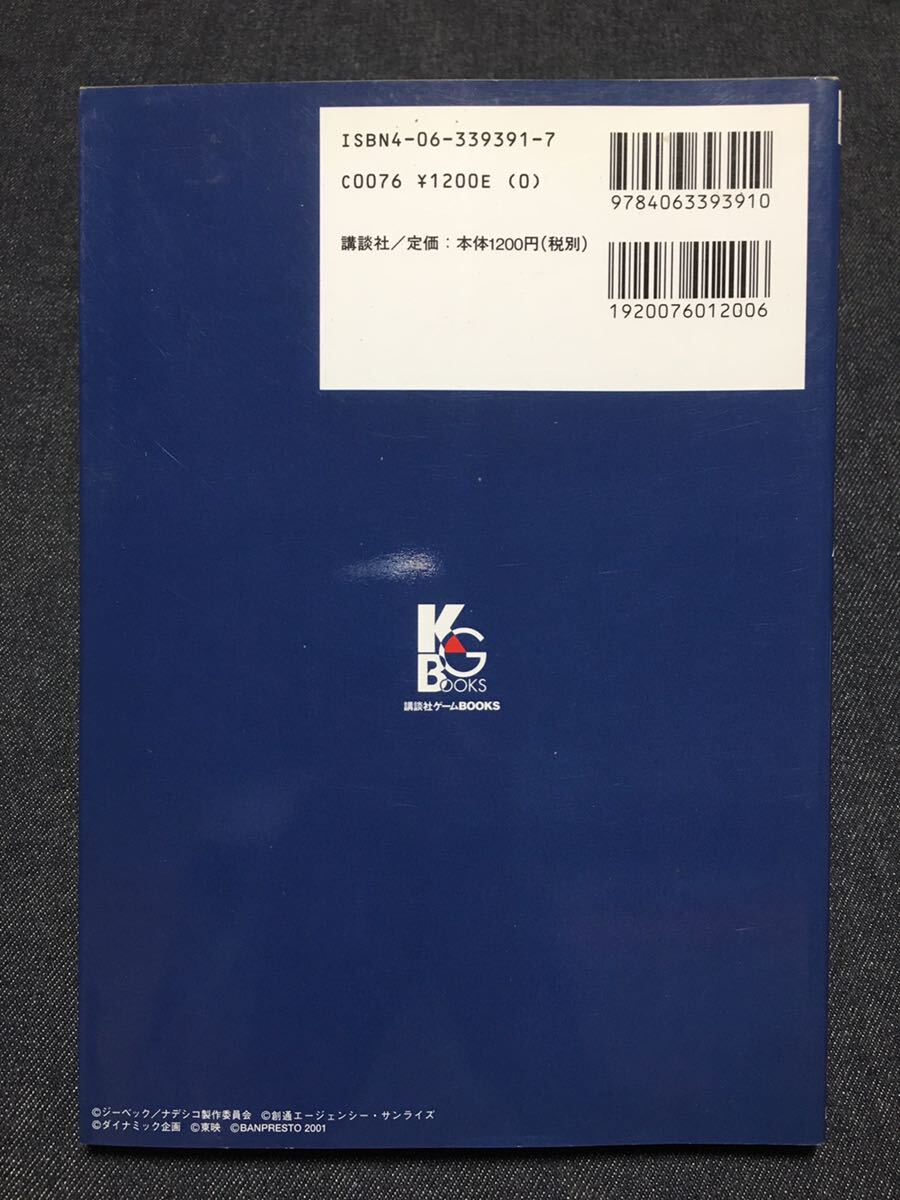 ISBN4-06-339391-7
C0076 ¥1200E (0)
講談社／定価：本体1200円(税別)
9784063393910
1920076012006
KG
BOOKS
講談社ゲームBOOKS
©ジーベック／ナデシコ製作委員会 ©創通エージェンシー・サンライズ
©ダイナミック企画 ©東映 ©BANPRESTO 2001